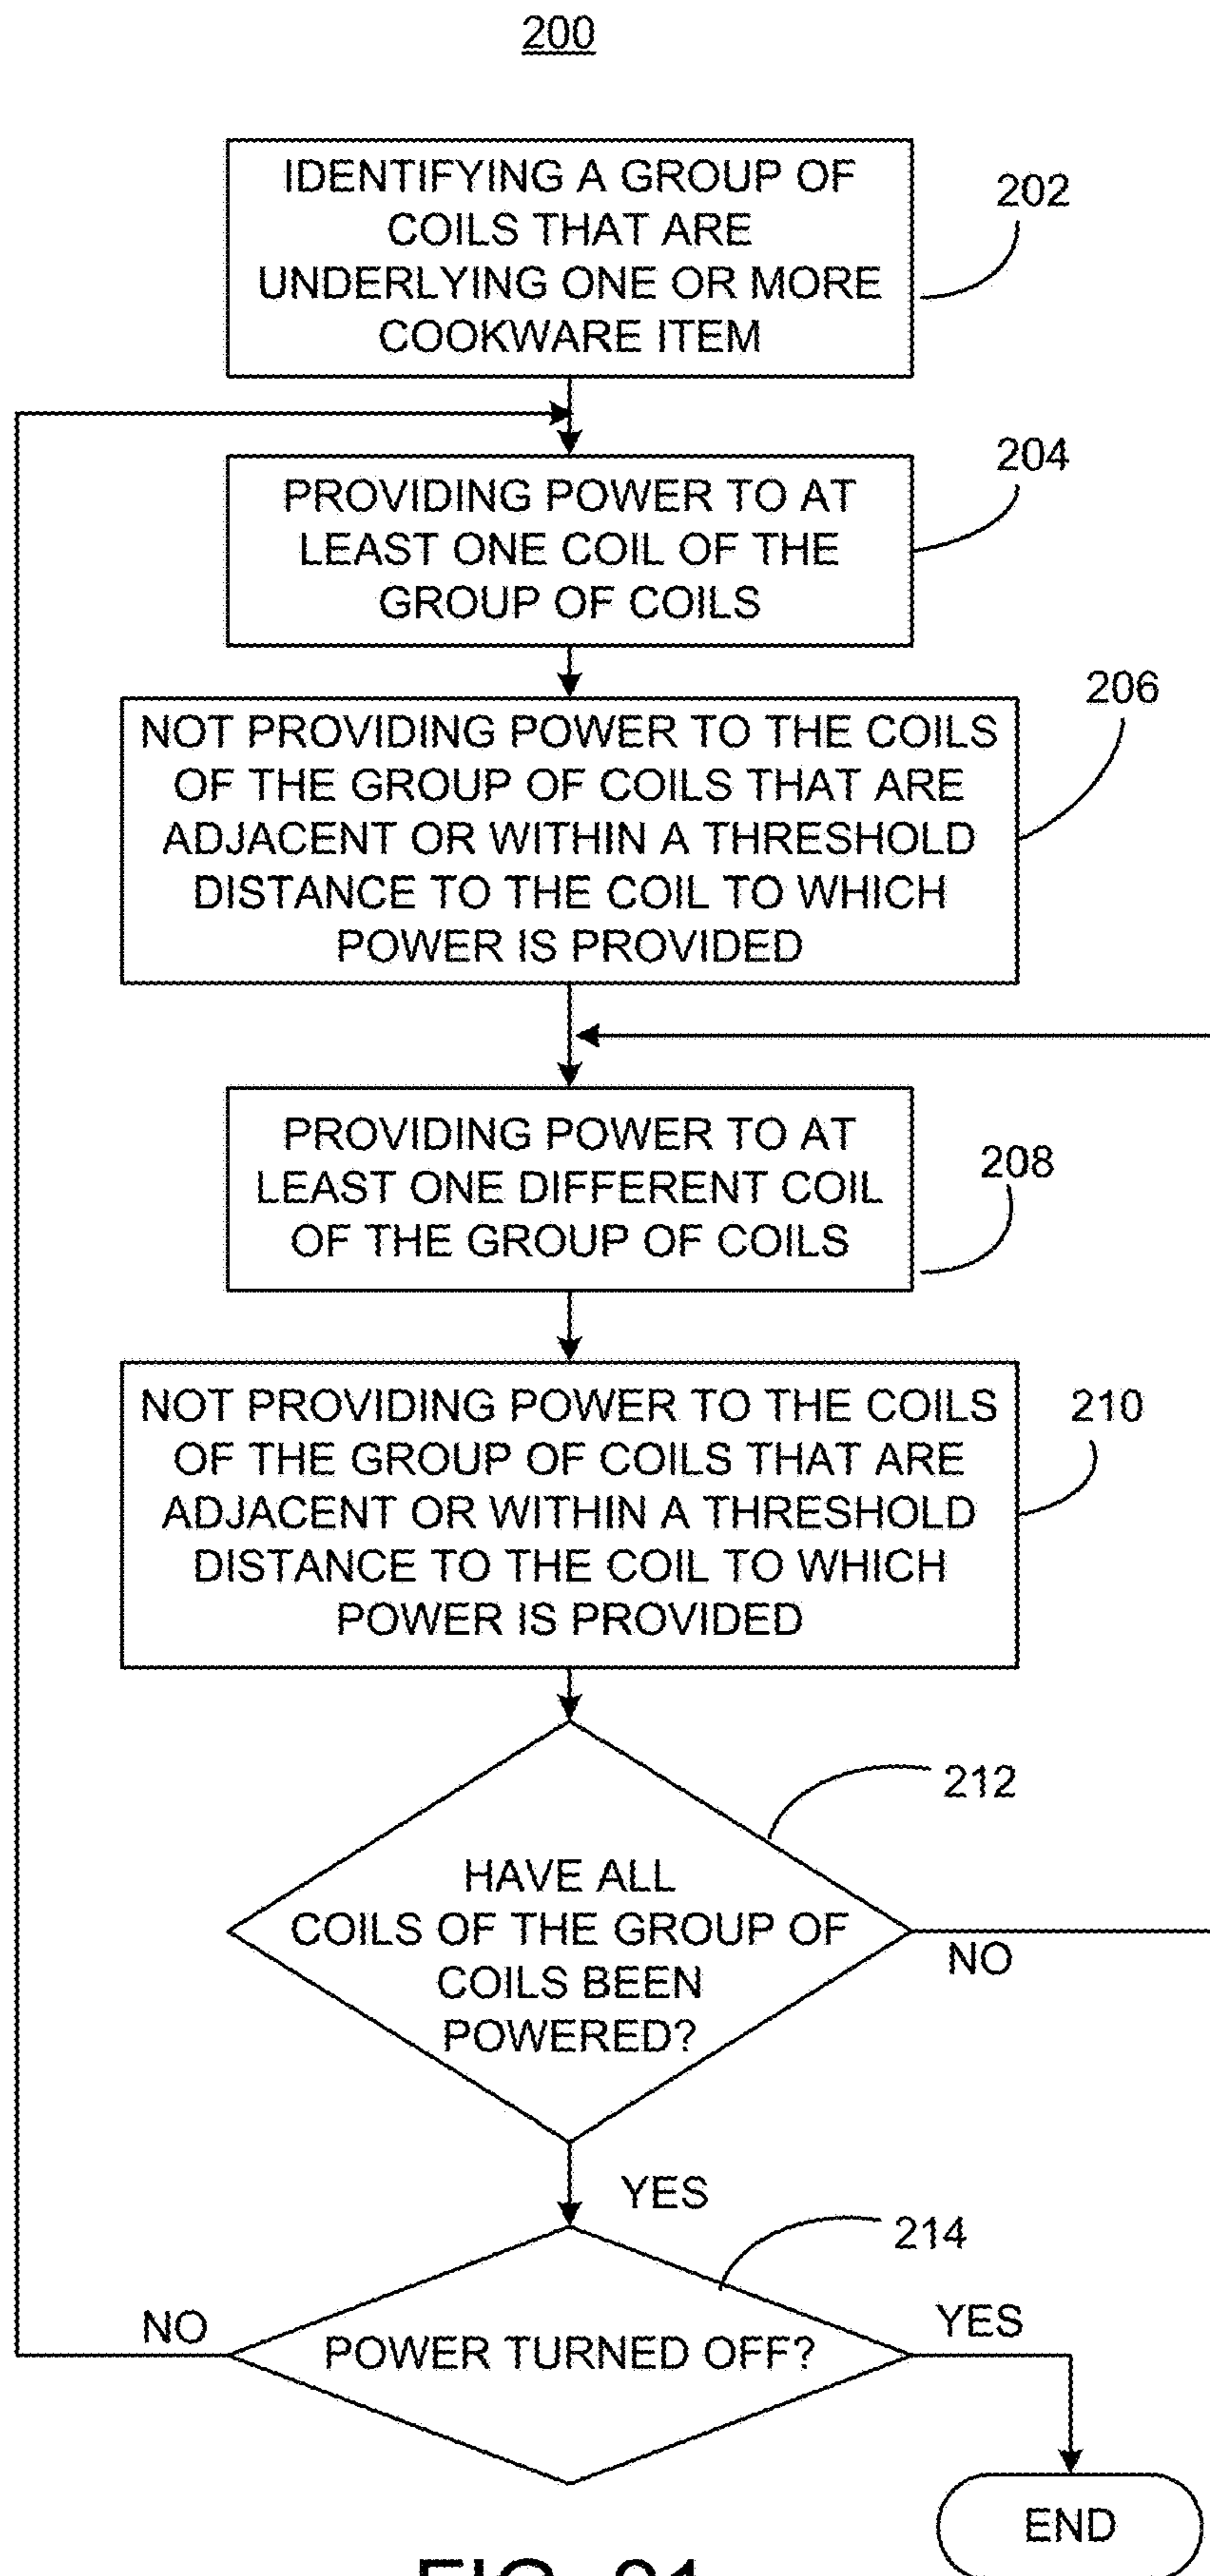 200
IDENTIFYING A GROUP OF
COILS THAT ARE
UNDERLYING ONE OR MORE
COOKWARE ITEM
202
PROVIDING POWER TO AT
LEAST ONE COIL OF THE
GROUP OF COILS
204
NOT PROVIDING POWER TO THE COILS
OF THE GROUP OF COILS THAT ARE
ADJACENT OR WITHIN A THRESHOLD
DISTANCE TO THE COIL TO WHICH
POWER IS PROVIDED
206
PROVIDING POWER TO AT
LEAST ONE DIFFERENT COIL
OF THE GROUP OF COILS
208
NOT PROVIDING POWER TO THE COILS
OF THE GROUP OF COILS THAT ARE
ADJACENT OR WITHIN A THRESHOLD
DISTANCE TO THE COIL TO WHICH
POWER IS PROVIDED
210
212
HAVE ALL
COILS OF THE GROUP OF
COILS BEEN
POWERED?
NO
YES
214
NO
POWER TURNED OFF?
YES
END